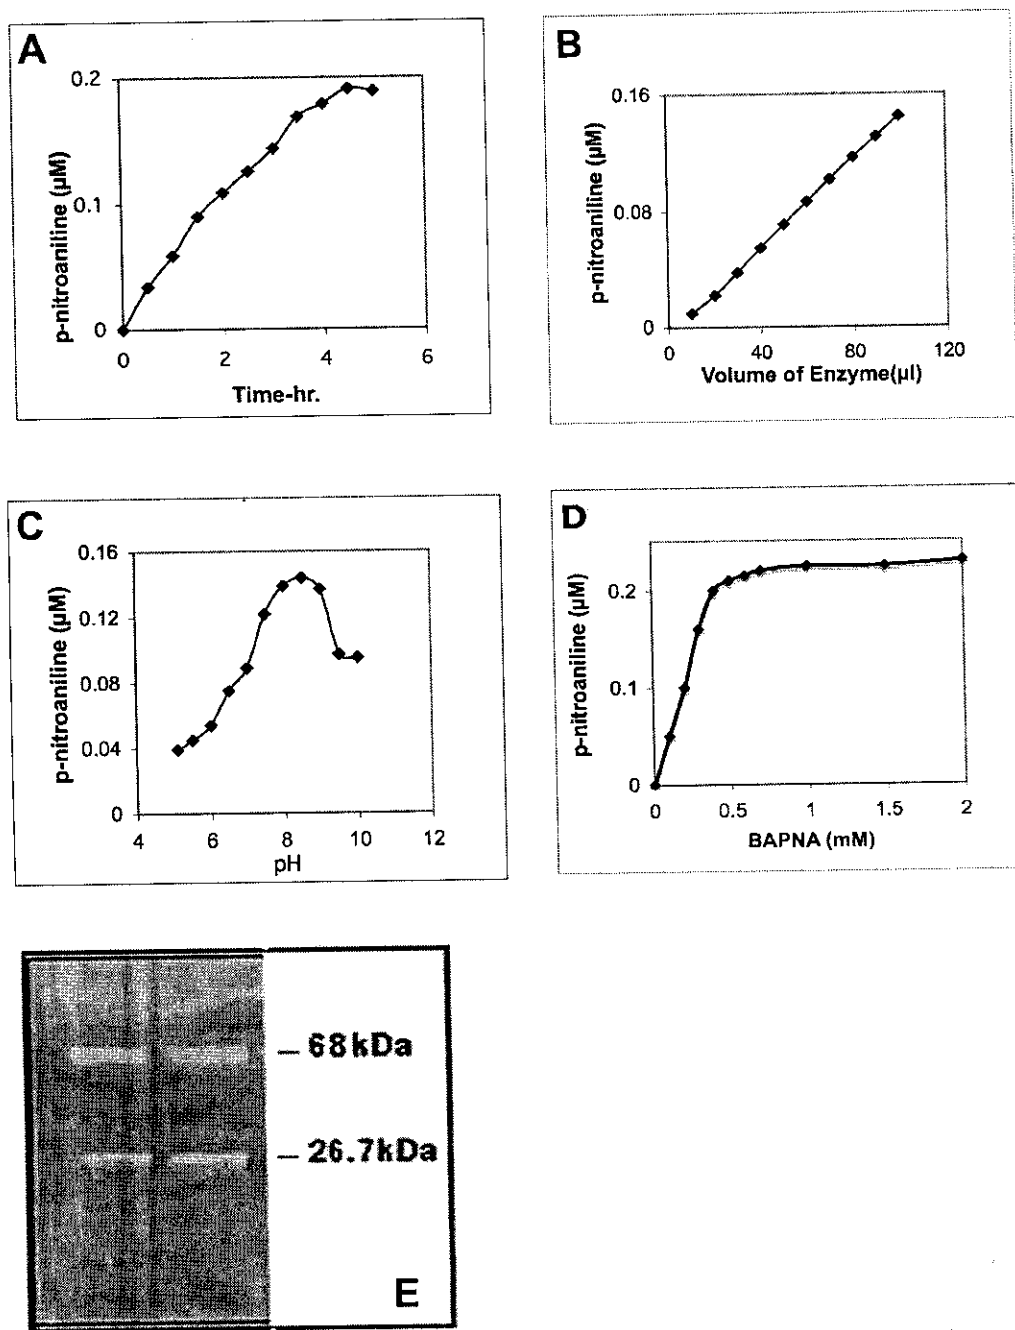 A
0.2
0.1
0
p-nitroaniline (µM)
0 2 4 6
Time-hr.
B
0.16
0.08
0
p-nitroaniline (µM)
0 40 80 120
Volume of Enzyme(µl)
C
0.16
0.12
0.08
0.04
0
p-nitroaniline (µM)
4 6 8 10 12
pH
D
0.2
0.1
0
p-nitroaniline (µM)
0 0.5 1 1.5 2
BAPNA (mM)
– 68kDa
– 26.7kDa
E